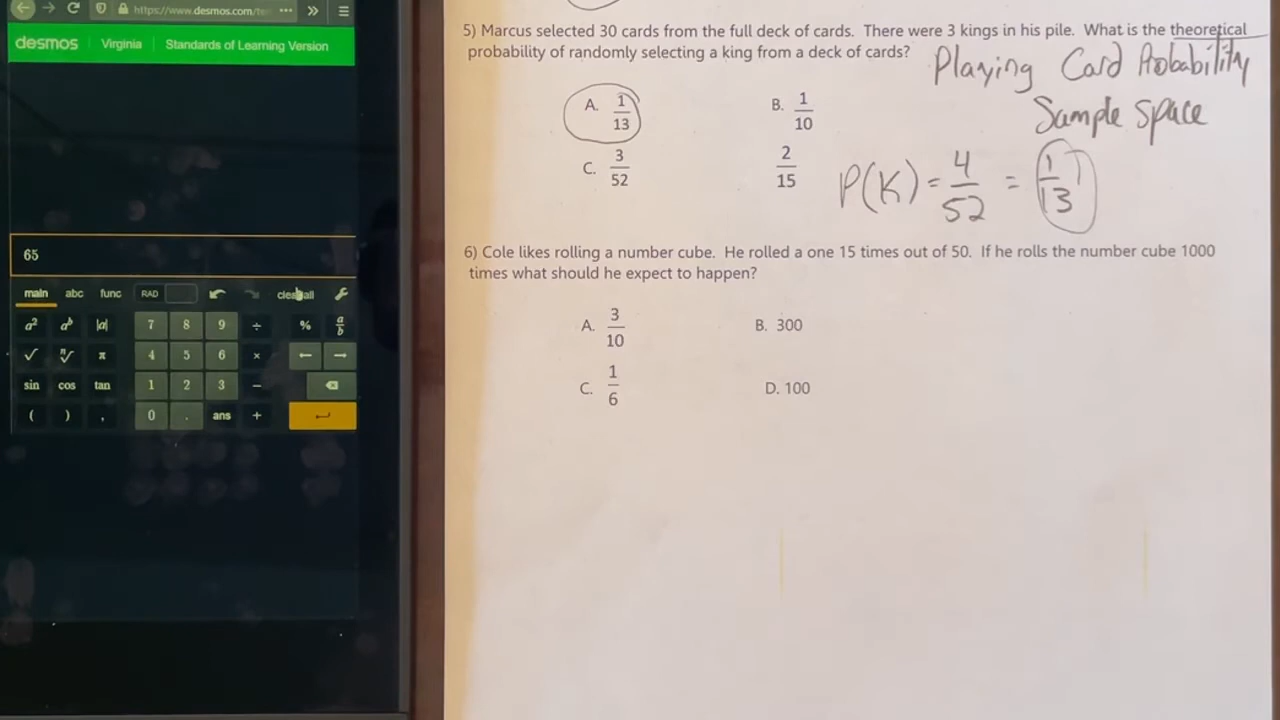 https://www.desmos.com/te
desmos Virginia Standards of Learning Version
65
main abc func RAD clear all
a² aᵇ |a| 7 8 9 ÷ % a/b
√ ⁿ√ π 4 5 6 × ← →
sin cos tan 1 2 3 −
( ) , 0 . ans +
5) Marcus selected 30 cards from the full deck of cards. There were 3 kings in his pile. What is the theoretical
probability of randomly selecting a king from a deck of cards?
Playing Card Probability
Sample space
A. 1/13 B. 1/10
C. 3/52 2/15
P(K) = 4/52 = 1/13
6) Cole likes rolling a number cube. He rolled a one 15 times out of 50. If he rolls the number cube 1000
times what should he expect to happen?
A. 3/10 B. 300
C. 1/6 D. 100